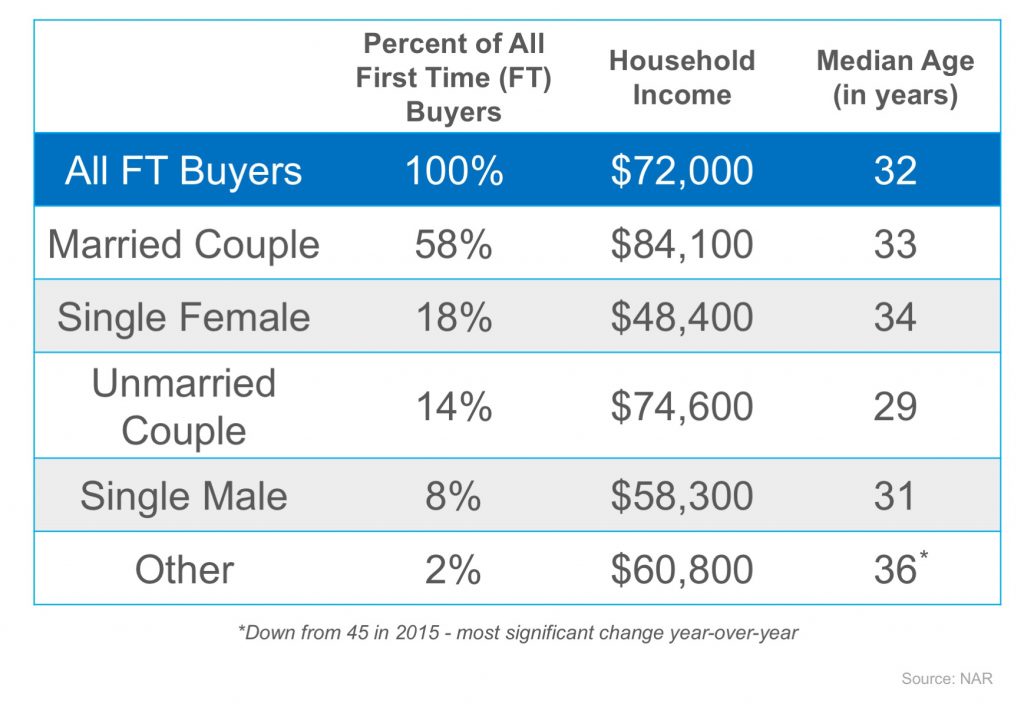 Percent of All First Time (FT) Buyers Household Income Median Age (in years)
All FT Buyers 100% $72,000 32
Married Couple 58% $84,100 33
Single Female 18% $48,400 34
Unmarried Couple 14% $74,600 29
Single Male 8% $58,300 31
Other 2% $60,800 36*
*Down from 45 in 2015 - most significant change year-over-year
Source: NAR